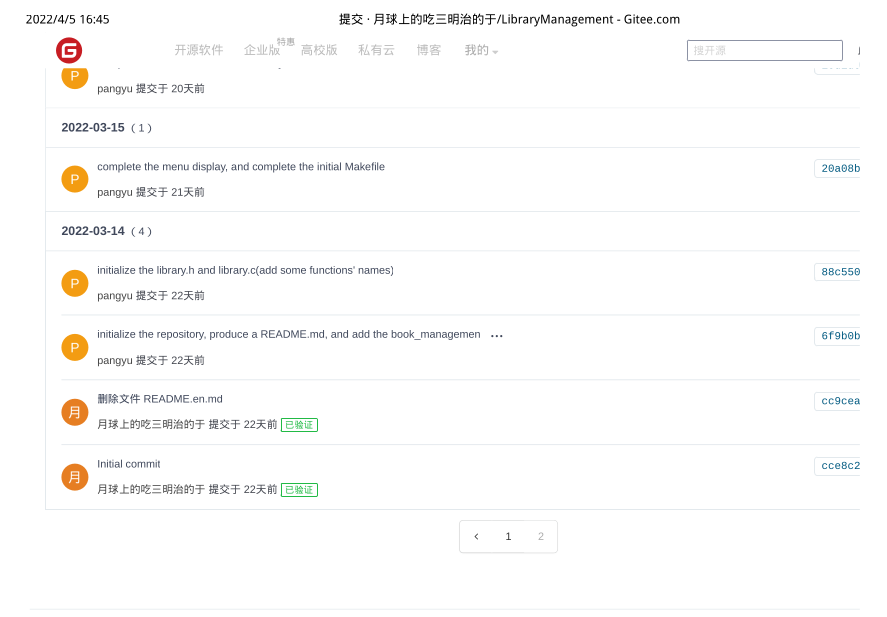 2022/4/5 16:45
提交 · 月球上的吃三明治的于/LibraryManagement - Gitee.com
开源软件 企业版 特惠 高校版 私有云 博客 我的
搜开源
P
pangyu 提交于 20天前
2022-03-15 ( 1 )
P
complete the menu display, and complete the initial Makefile
20a08b
pangyu 提交于 21天前
2022-03-14 ( 4 )
P
initialize the library.h and library.c(add some functions' names)
88c550
pangyu 提交于 22天前
P
initialize the repository, produce a README.md, and add the book_managemen ...
6f9b0b
pangyu 提交于 22天前
月
删除文件 README.en.md
cc9cea
月球上的吃三明治的于 提交于 22天前 已验证
月
Initial commit
cce8c2
月球上的吃三明治的于 提交于 22天前 已验证
1 2